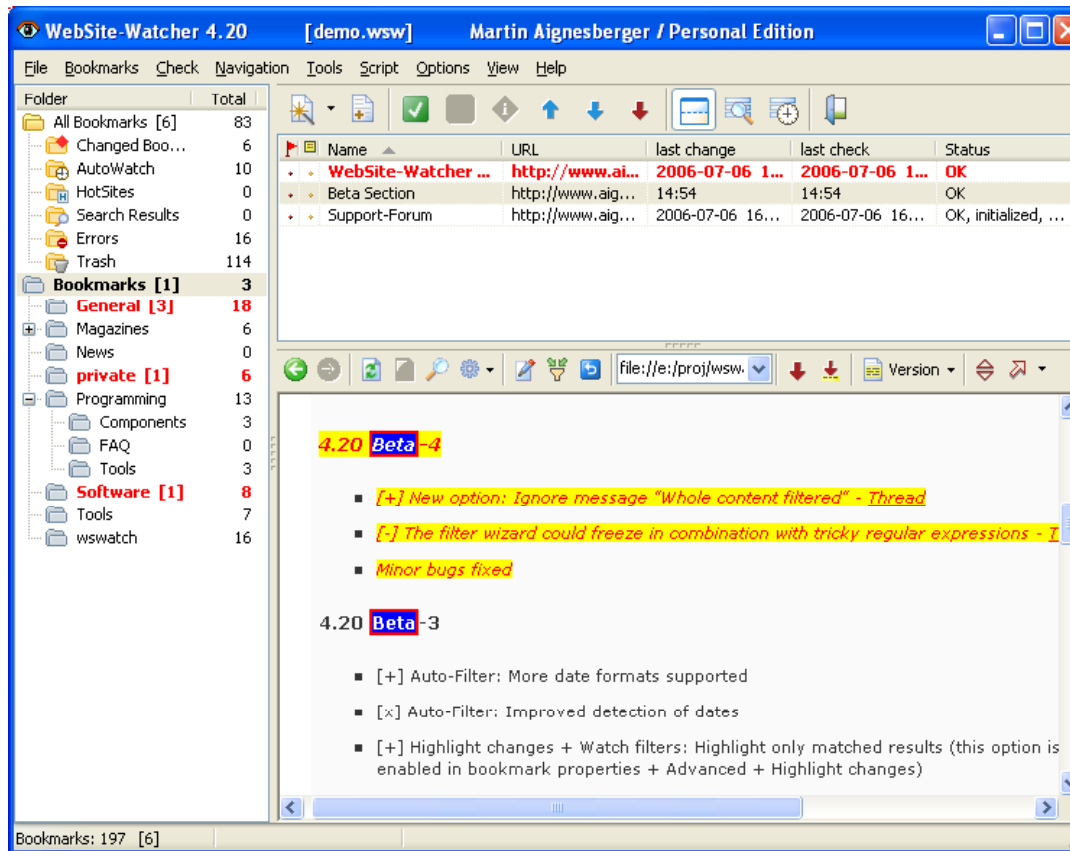 WebSite-Watcher 4.20 [demo.wsw] Martin Aignesberger / Personal Edition
File Bookmarks Check Navigation Tools Script Options View Help
Folder Total
All Bookmarks [6] 83
Changed Boo... 6
AutoWatch 10
HotSites 0
Search Results 0
Errors 16
Trash 114
Bookmarks [1] 3
General [3] 18
Magazines 6
News 0
private [1] 6
Programming 13
Components 3
FAQ 0
Tools 3
Software [1] 8
Tools 7
wswatch 16
Name URL last change last check Status
WebSite-Watcher ... http://www.ai... 2006-07-06 1... 2006-07-06 1... OK
Beta Section http://www.aig... 14:54 14:54 OK
Support-Forum http://www.aig... 2006-07-06 16... 2006-07-06 16... OK, initialized, ...
file://e:/proj/wsw. Version
4.20 Beta-4
[+] New option: Ignore message "Whole content filtered" - Thread
[-] The filter wizard could freeze in combination with tricky regular expressions - T
Minor bugs fixed
4.20 Beta-3
[+] Auto-Filter: More date formats supported
[x] Auto-Filter: Improved detection of dates
[+] Highlight changes + Watch filters: Highlight only matched results (this option is
enabled in bookmark properties + Advanced + Highlight changes)
Bookmarks: 197 [6]